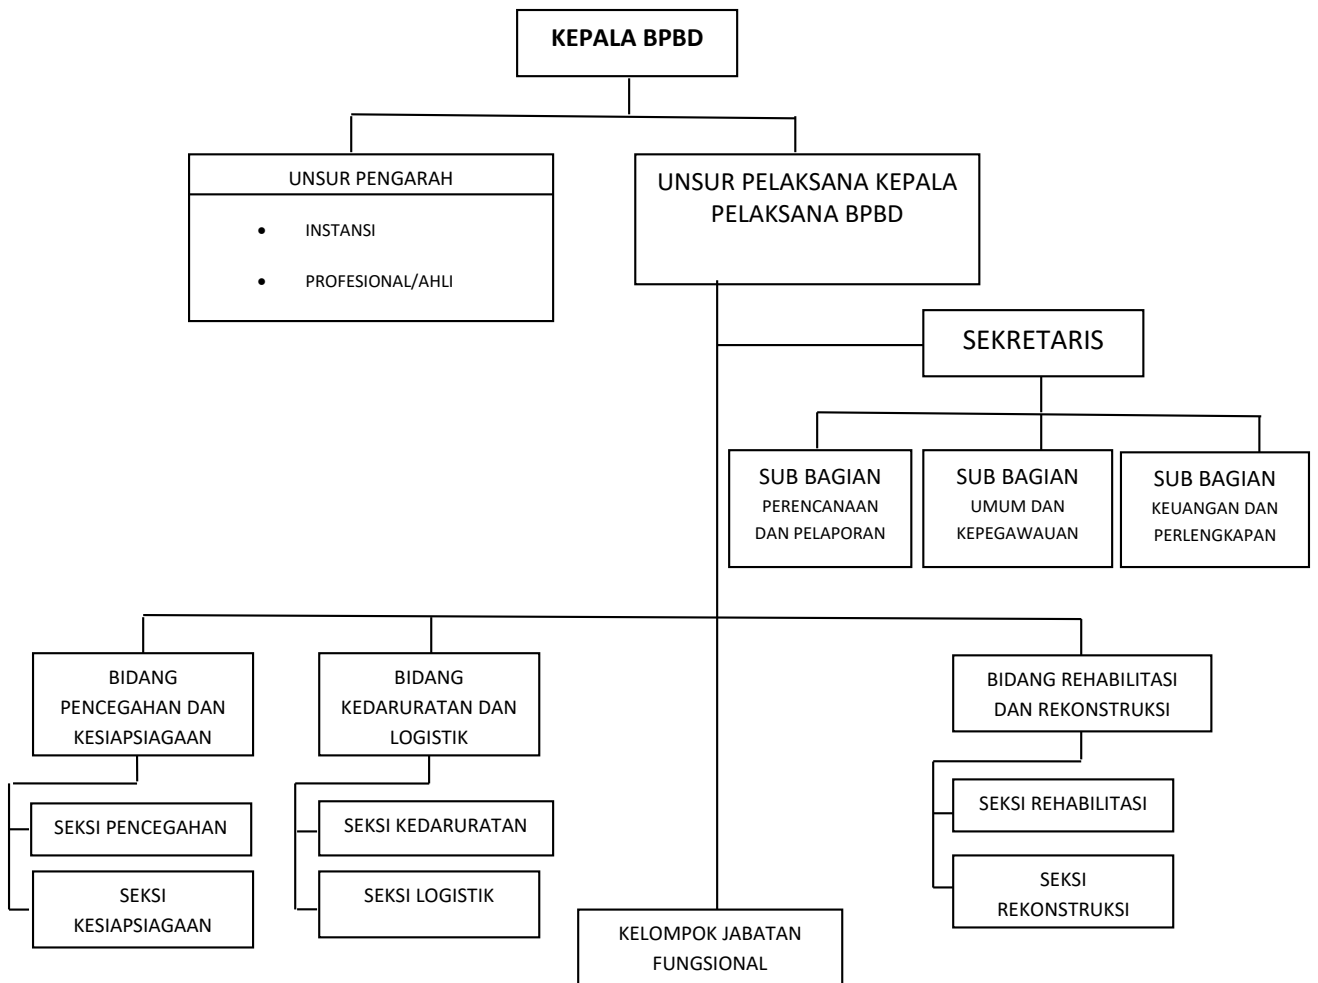 KEPALA BPBD
UNSUR PENGARAH
• INSTANSI
• PROFESIONAL/AHLI
UNSUR PELAKSANA KEPALA
PELAKSANA BPBD
SEKRETARIS
SUB BAGIAN
PERENCANAAN
DAN PELAPORAN
SUB BAGIAN
UMUM DAN
KEPEGAWAUAN
SUB BAGIAN
KEUANGAN DAN
PERLENGKAPAN
BIDANG
PENCEGAHAN DAN
KESIAPSIAGAAN
BIDANG
KEDARURATAN DAN
LOGISTIK
BIDANG REHABILITASI
DAN REKONSTRUKSI
SEKSI PENCEGAHAN
SEKSI
KESIAPSIAGAAN
SEKSI KEDARURATAN
SEKSI LOGISTIK
SEKSI REHABILITASI
SEKSI
REKONSTRUKSI
KELOMPOK JABATAN
FUNGSIONAL